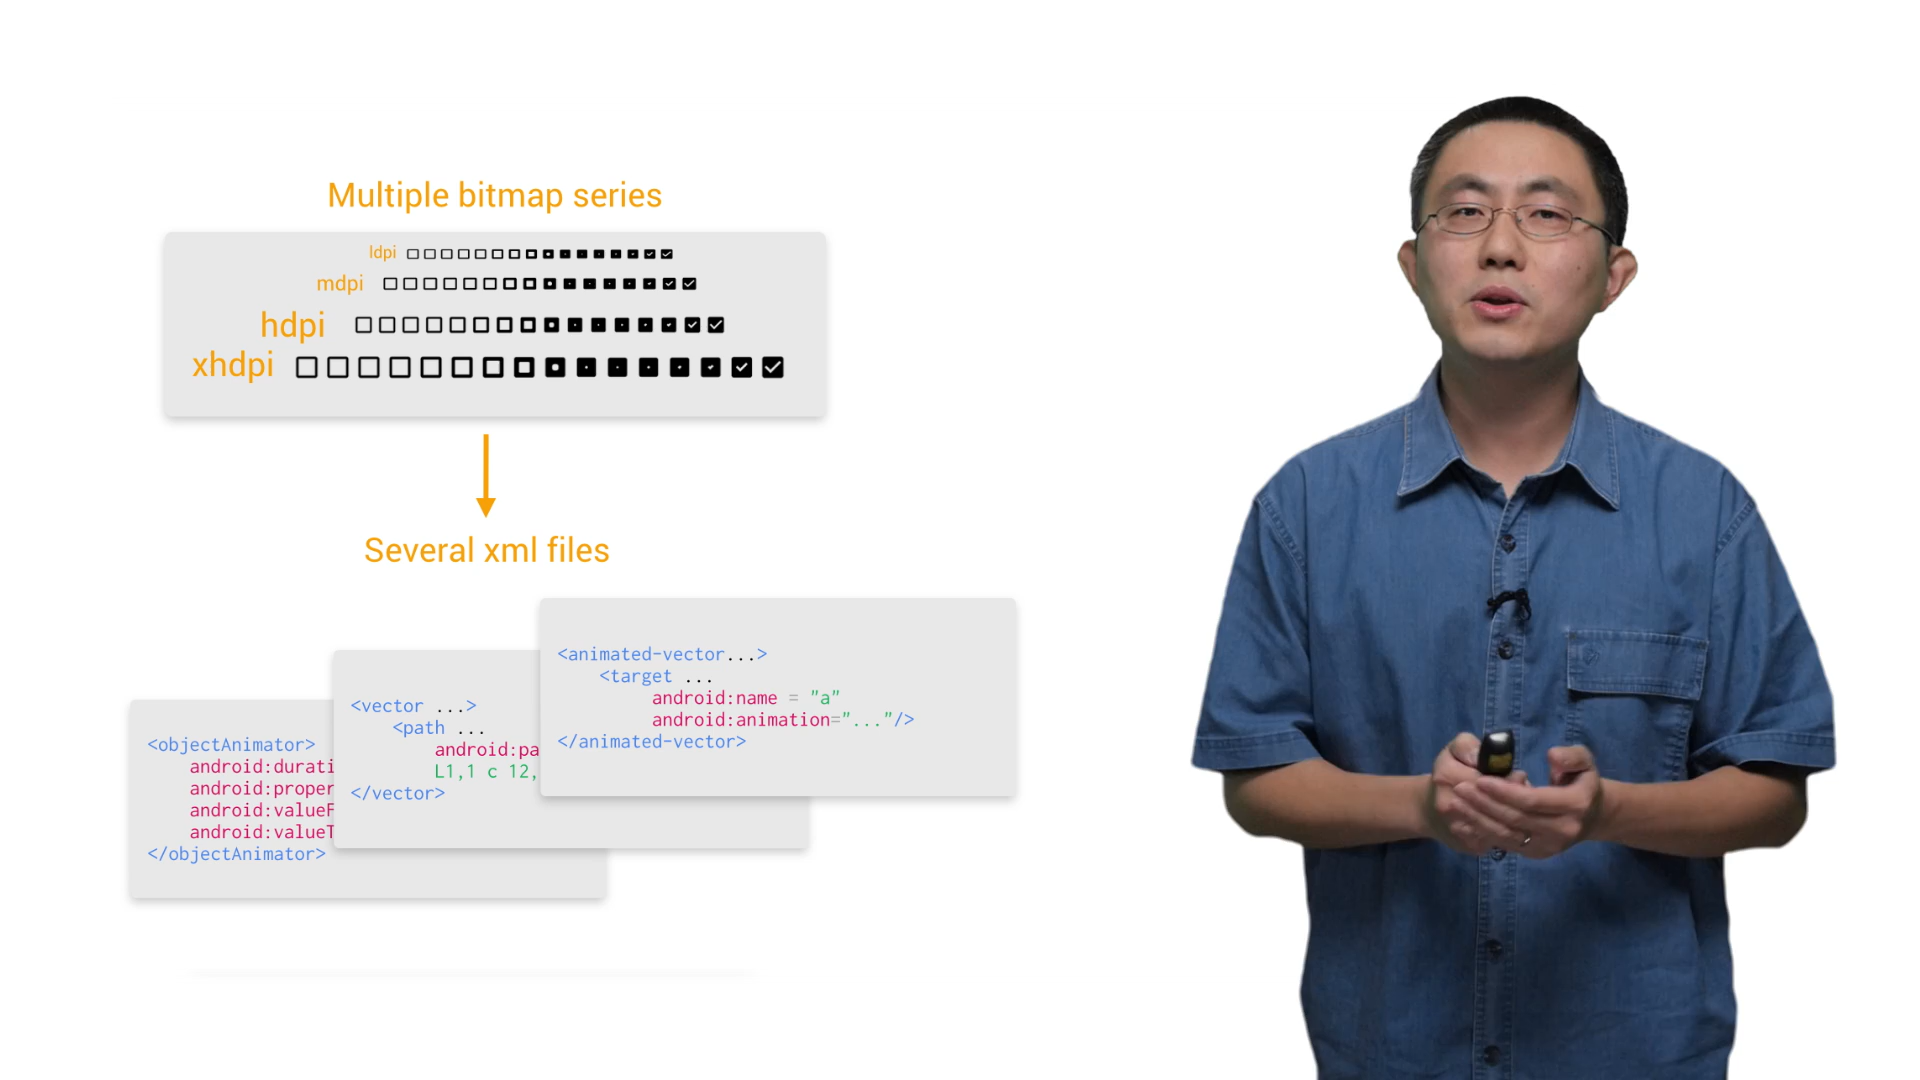 Multiple bitmap series
ldpi
mdpi
hdpi
xhdpi
Several xml files
<objectAnimator>
android:durati
android:proper
android:valueF
android:valueT
</objectAnimator>
<vector ...>
<path ...
android:pa
L1,1 c 12,
</vector>
<animated-vector...>
<target ...
android:name = "a"
android:animation="..."/>
</animated-vector>